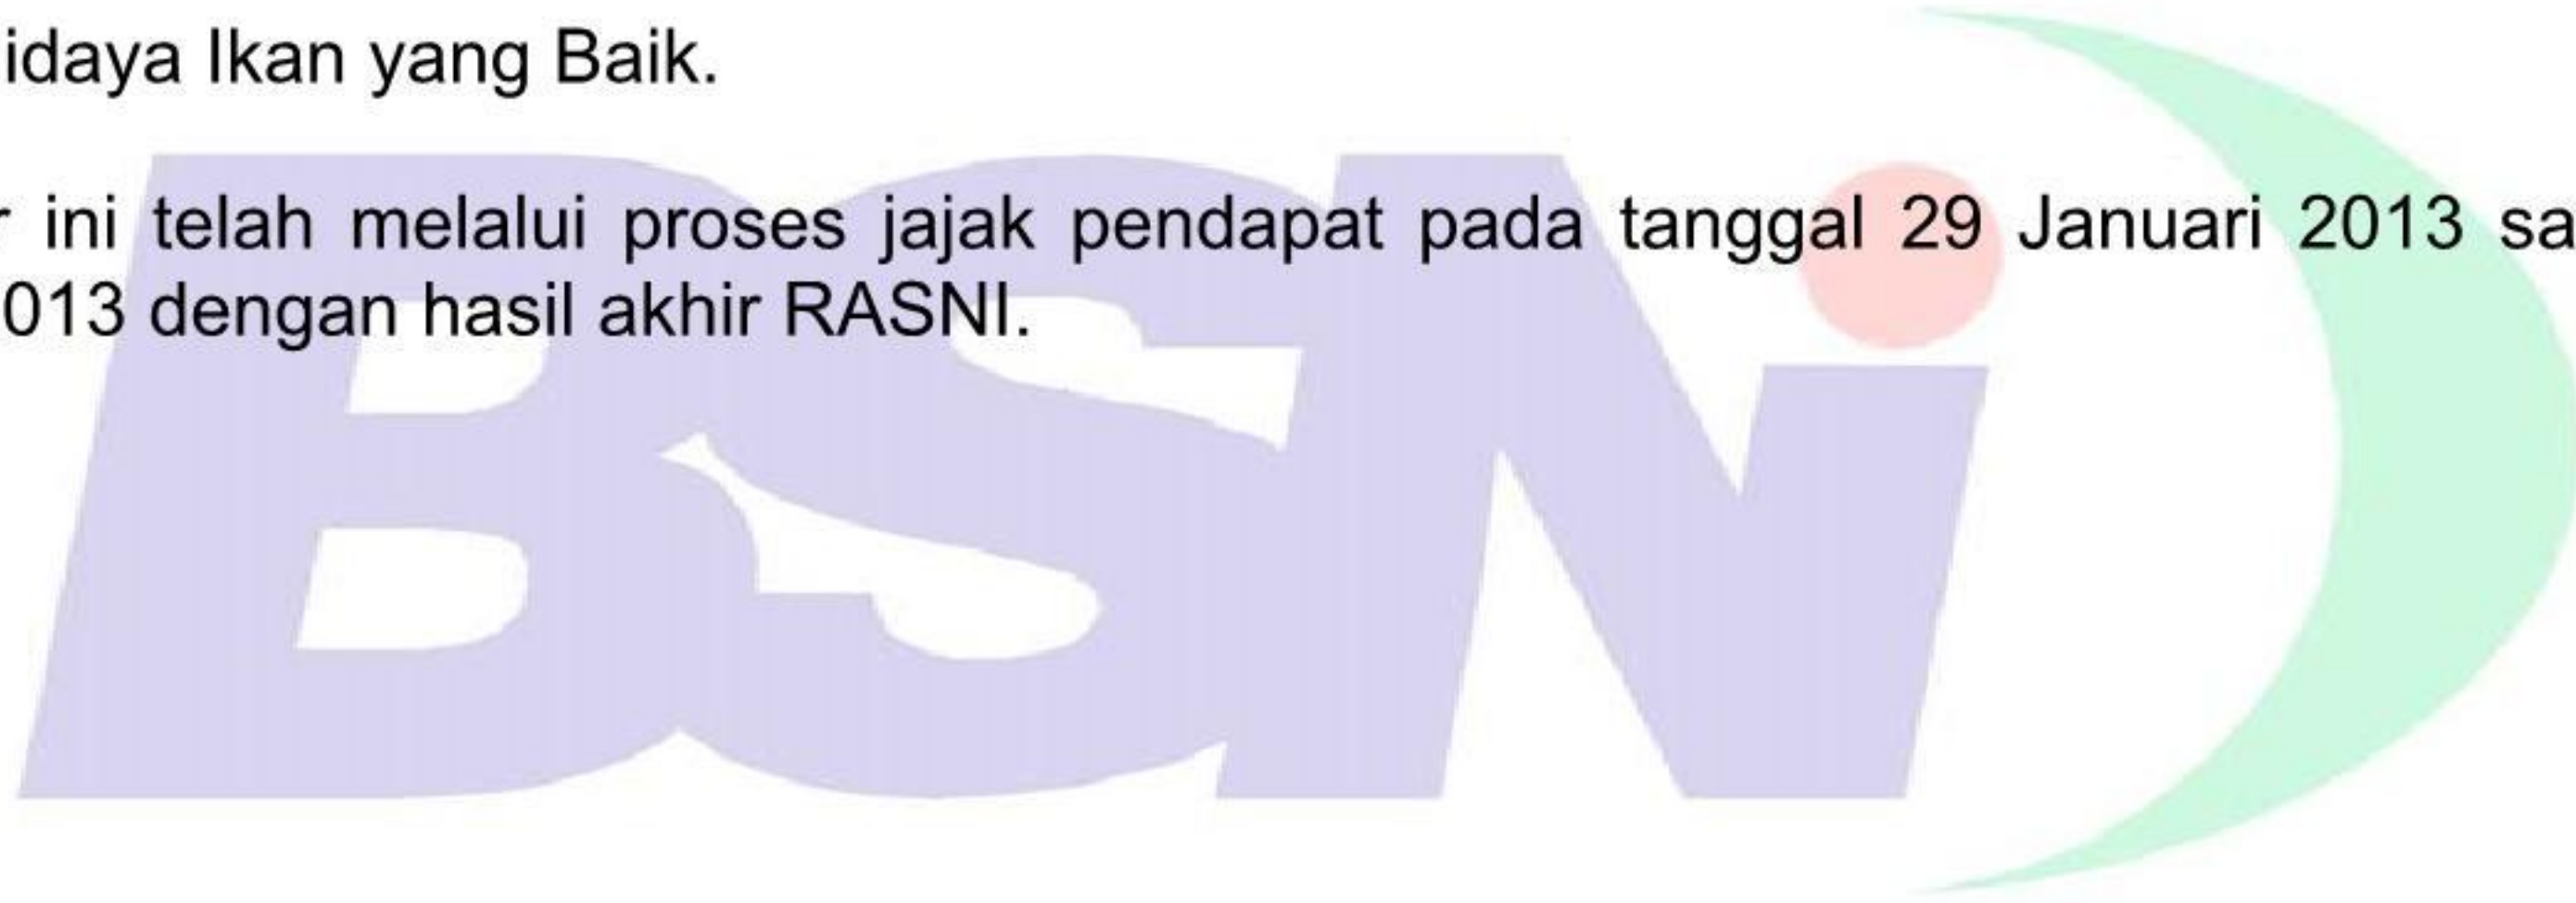 idaya Ikan yang Baik.
r ini telah melalui proses jajak pendapat pada tanggal 29 Januari 2013 sa
013 dengan hasil akhir RASNI.
BSNi